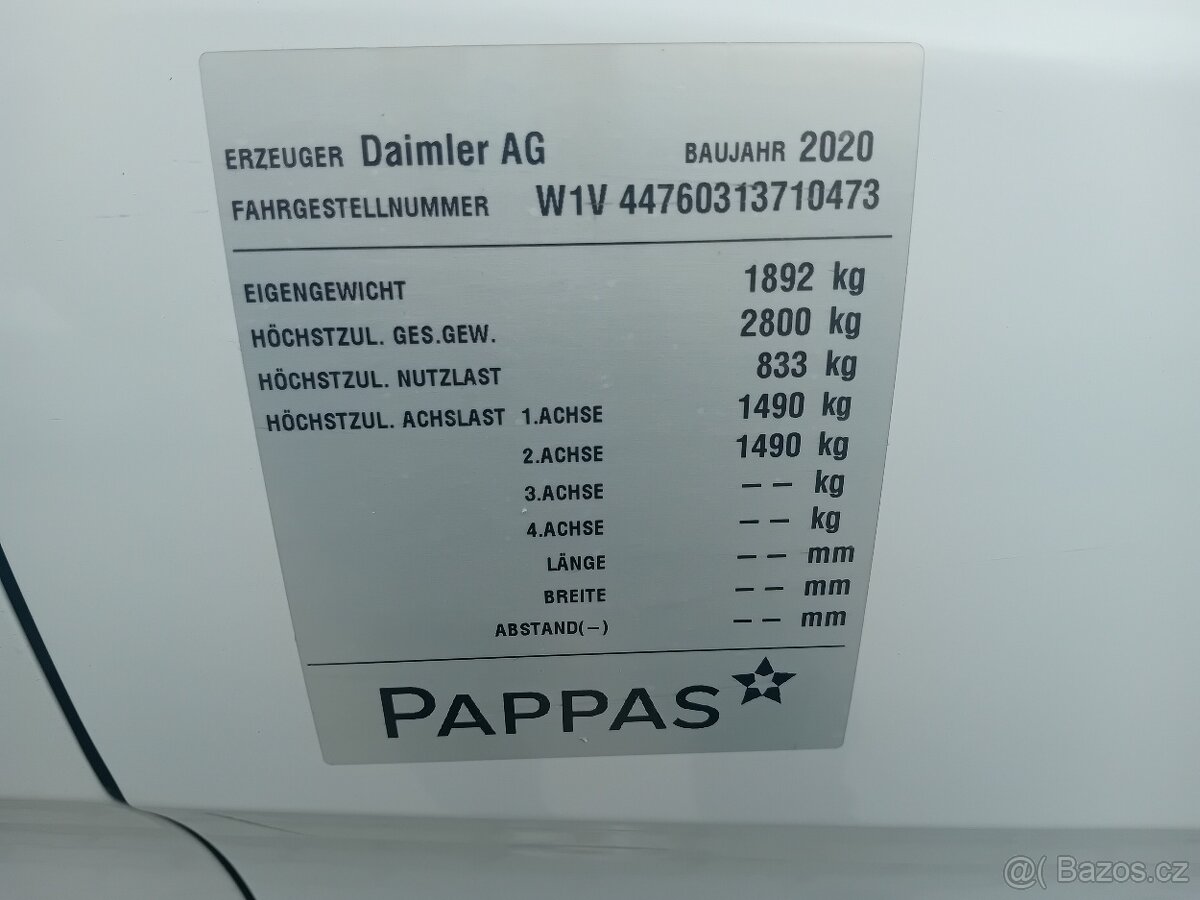 ERZEUGER Daimler AG BAUJAHR 2020
FAHRGESTELLNUMMER W1V 44760313710473
EIGENGEWICHT 1892 kg
HÖCHSTZUL. GES.GEW. 2800 kg
HÖCHSTZUL. NUTZLAST 833 kg
HÖCHSTZUL. ACHSLAST 1.ACHSE 1490 kg
2.ACHSE 1490 kg
3.ACHSE -- kg
4.ACHSE -- kg
LÄNGE -- mm
BREITE -- mm
ABSTAND(-) -- mm
PAPPAS
@( Bazos.cz